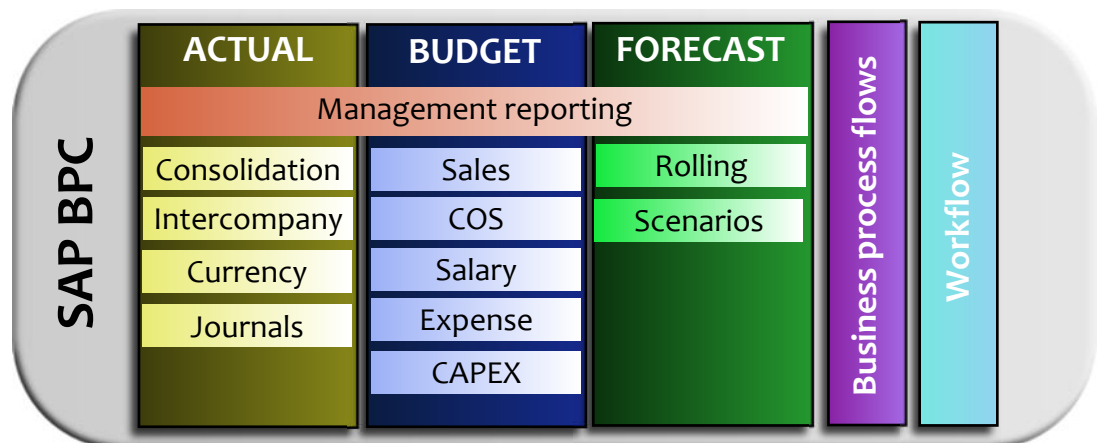 SAP BPC
ACTUAL
BUDGET
FORECAST
Management reporting
Consolidation
Intercompany
Currency
Journals
Sales
COS
Salary
Expense
CAPEX
Rolling
Scenarios
Business process flows
Workflow